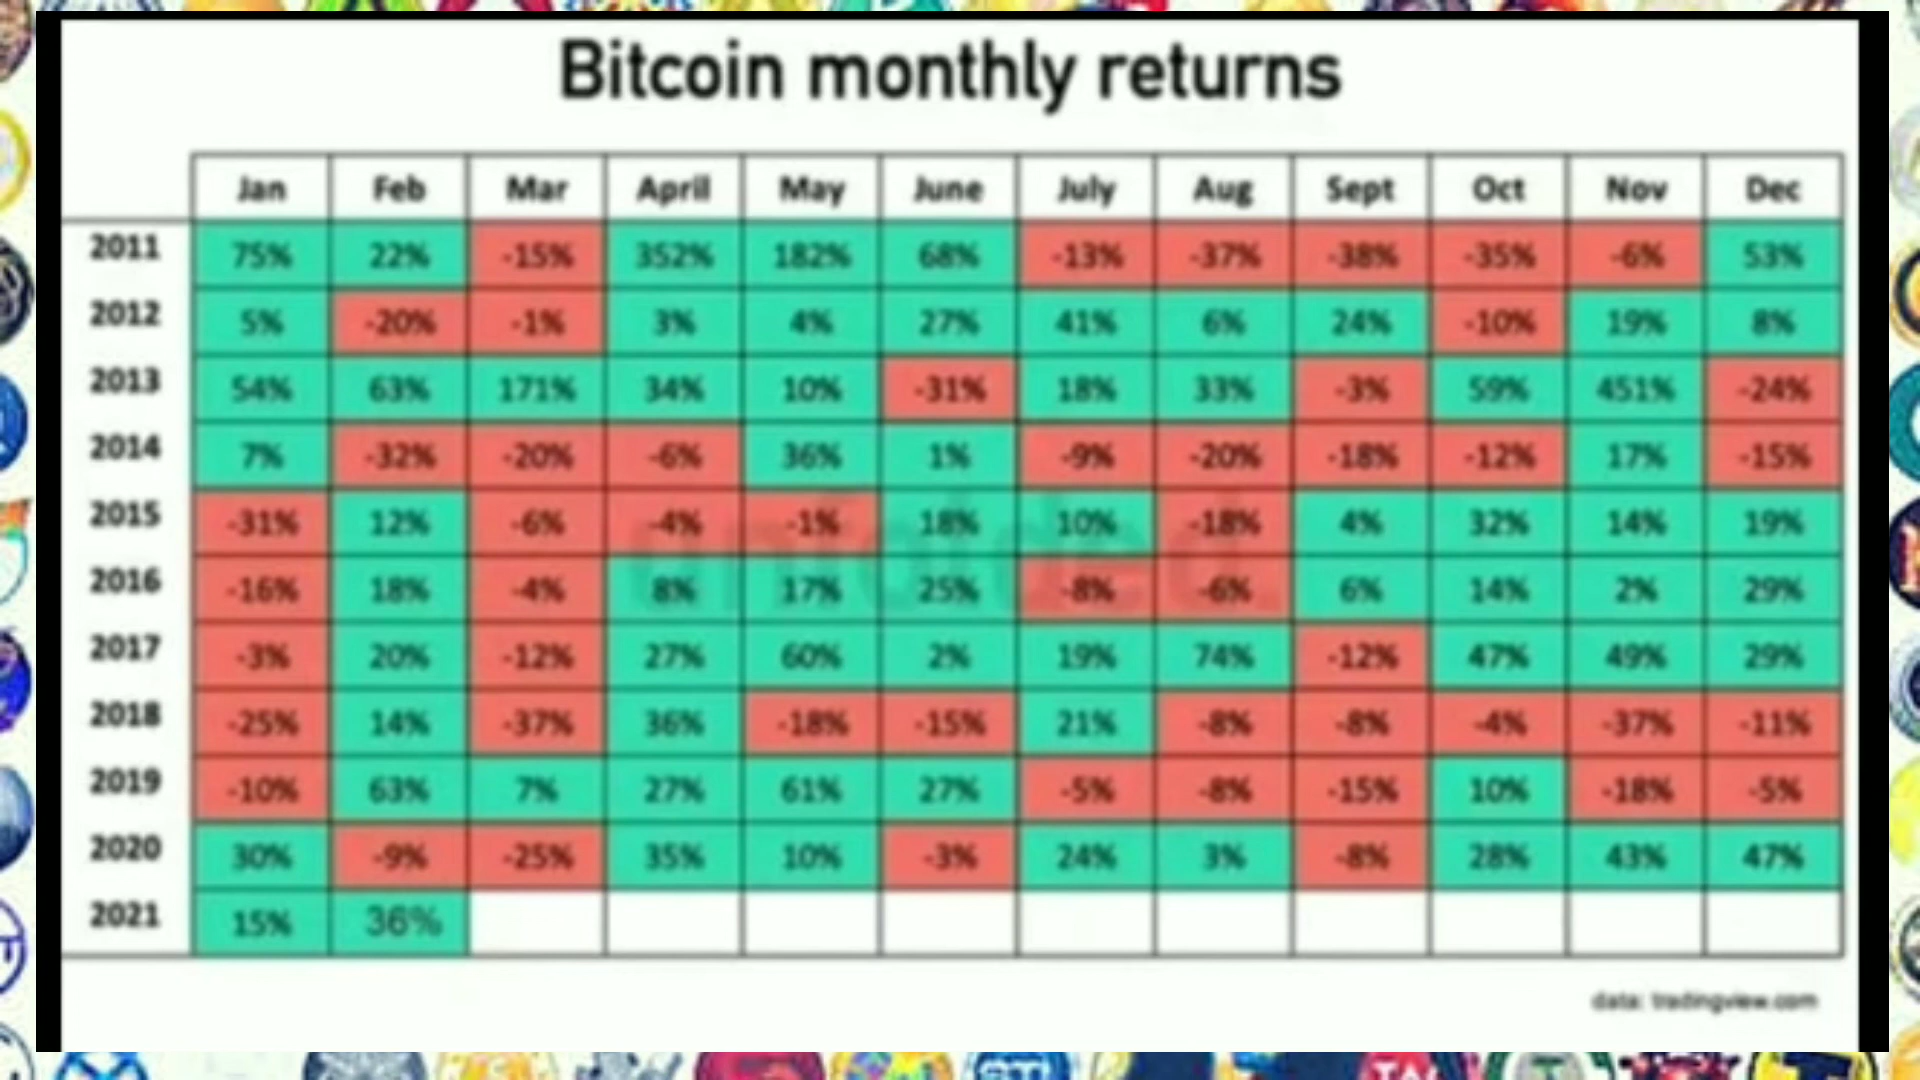 Bitcoin monthly returns
Jan Feb Mar April May June July Aug Sept Oct Nov Dec
2011 75% 22% -15% 352% 182% 68% -13% -37% -38% -35% -6% 53%
2012 5% -20% -1% 3% 4% 27% 41% 6% 24% -10% 19% 8%
2013 54% 63% 171% 34% 10% -31% 18% 33% -3% 59% 451% -24%
2014 7% -32% -20% -6% 36% 1% -9% -20% -18% -12% 17% -15%
2015 -31% 12% -6% -4% -1% 18% 10% -18% 4% 32% 14% 19%
2016 -16% 18% -4% 8% 17% 25% -8% -6% 6% 14% 2% 29%
2017 -3% 20% -12% 27% 60% 2% 19% 74% -12% 47% 49% 29%
2018 -25% 14% -37% 36% -18% -15% 21% -8% -8% -4% -37% -11%
2019 -10% 63% 7% 27% 61% 27% -5% -8% -15% 10% -18% -5%
2020 30% -9% -25% 35% 10% -3% 24% 3% -8% 28% 43% 47%
2021 15% 36%
unfolded.
data: tradingview.com